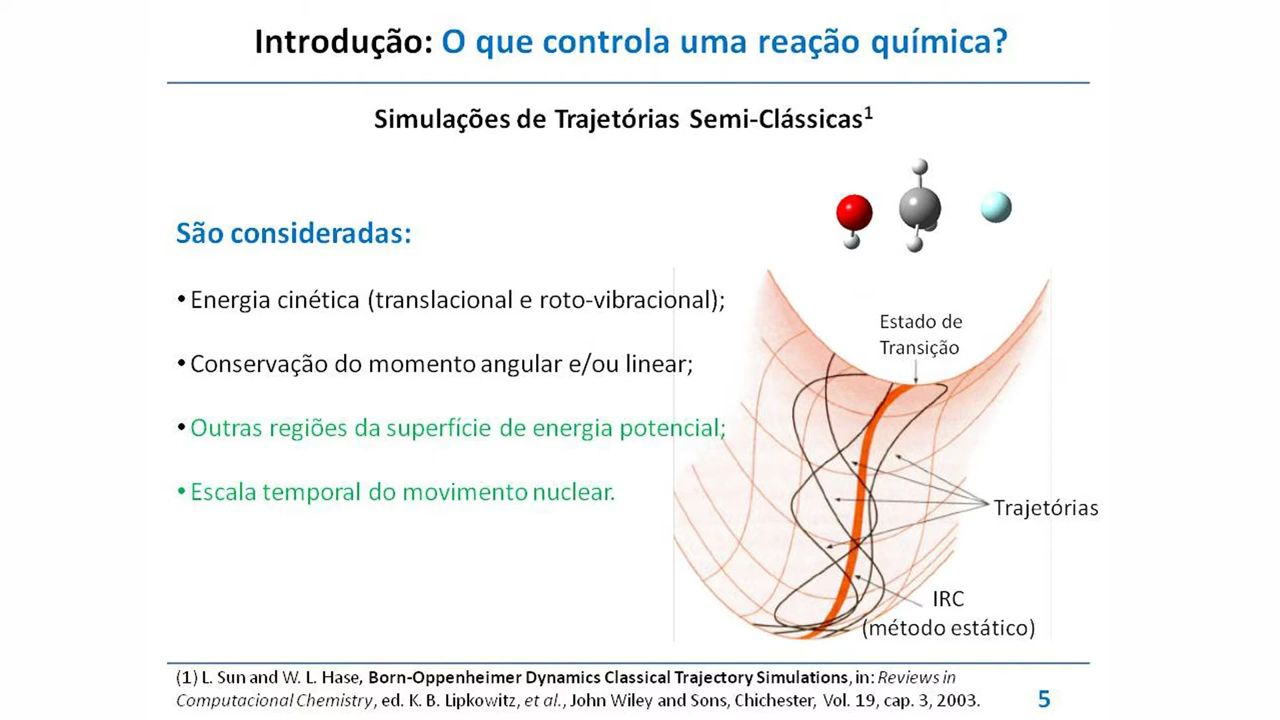 Introdução: O que controla uma reação química?
Simulações de Trajetórias Semi-Clássicas¹
São consideradas:
• Energia cinética (translacional e roto-vibracional);
• Conservação do momento angular e/ou linear;
• Outras regiões da superfície de energia potencial;
• Escala temporal do movimento nuclear.
Estado de
Transição
Trajetórias
IRC
(método estático)
(1) L. Sun and W. L. Hase, Born-Oppenheimer Dynamics Classical Trajectory Simulations, in: Reviews in
Computacional Chemistry, ed. K. B. Lipkowitz, et al., John Wiley and Sons, Chichester, Vol. 19, cap. 3, 2003.
5